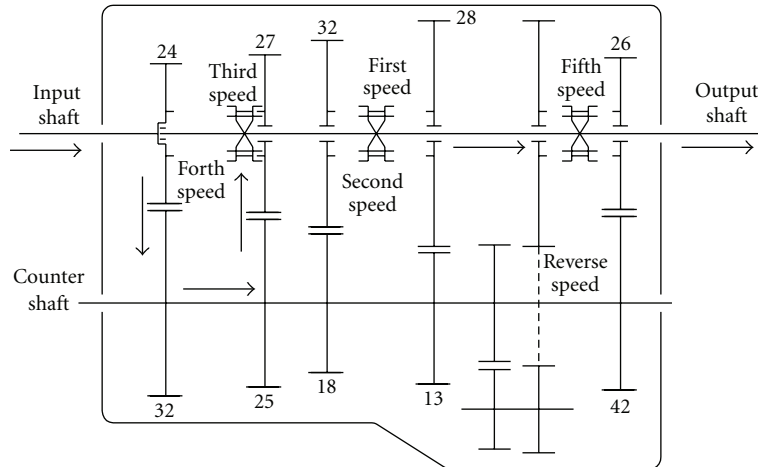 28
32
27
24
26
Third
speed
First
speed
Fifth
speed
Input
shaft
Output
shaft
Forth
speed
Second
speed
Counter
shaft
Reverse
speed
32
25
18
13
42